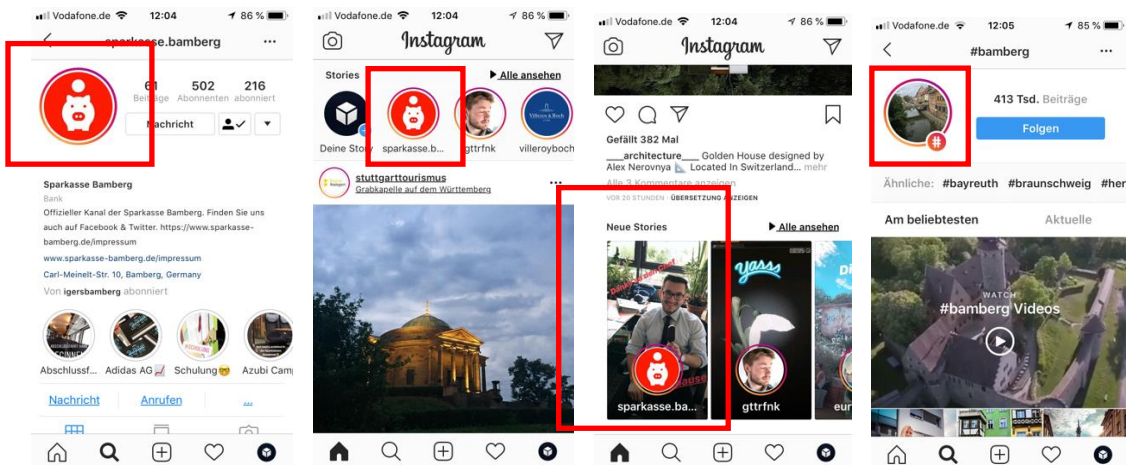 Vodafone.de 12:04 86 %
sparkasse.bamberg ...
61 502 216
Beiträge Abonnenten abonniert
Nachricht
Sparkasse Bamberg
Bank
Offizieller Kanal der Sparkasse Bamberg. Finden Sie uns
auch auf Facebook & Twitter. https://www.sparkasse-
bamberg.de/impressum
www.sparkasse-bamberg.de/impressum
Carl-Meinelt-Str. 10, Bamberg, Germany
Von igersbamberg abonniert
Abschlussf... Adidas AG Schulung Azubi Camp
Nachricht Anrufen ...
Vodafone.de 12:04 86 %
Instagram
Stories Alle ansehen
Deine Story sparkasse.b... gttrfnk villeroyboch
stuttgarttourismus
Grabkapelle auf dem Württemberg
Vodafone.de 12:04 86 %
Instagram
Gefällt 382 Mal
___architecture___ Golden House designed by
Alex Nerovnya Located In Switzerland... mehr
Alle 3 Kommentare anzeigen
VOR 20 STUNDEN · ÜBERSETZUNG ANZEIGEN
Neue Stories Alle ansehen
Yasss
sparkasse.ba... gttrfnk eur
Vodafone.de 12:05 85 %
#bamberg ...
413 Tsd. Beiträge
#
Folgen
Ähnliche: #bayreuth #braunschweig #her
Am beliebtesten Aktuelle
WATCH
#bamberg Videos